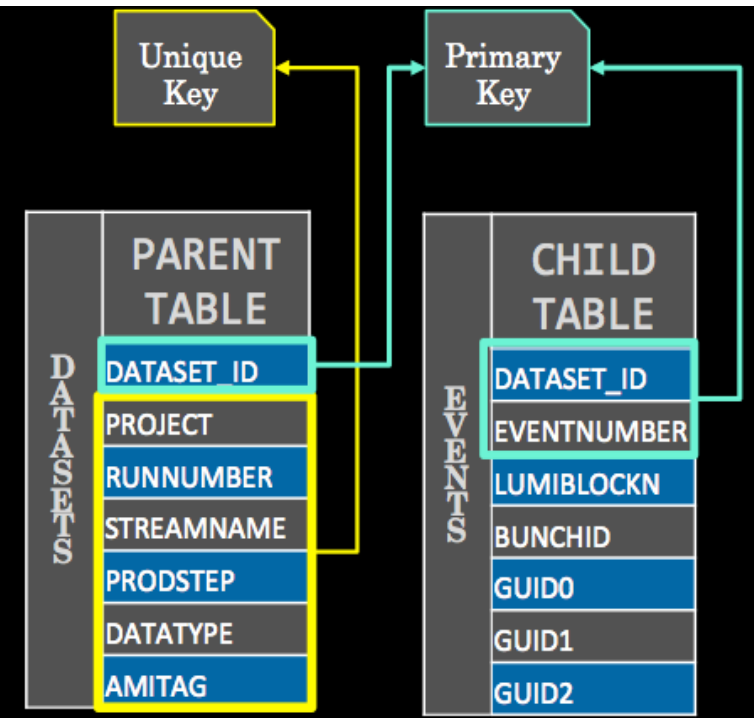 Unique
Key
Primary
Key
DATASETS
PARENT
TABLE
DATASET_ID
PROJECT
RUNNUMBER
STREAMNAME
PRODSTEP
DATATYPE
AMITAG
EVENTS
CHILD
TABLE
DATASET_ID
EVENTNUMBER
LUMIBLOCKN
BUNCHID
GUID0
GUID1
GUID2